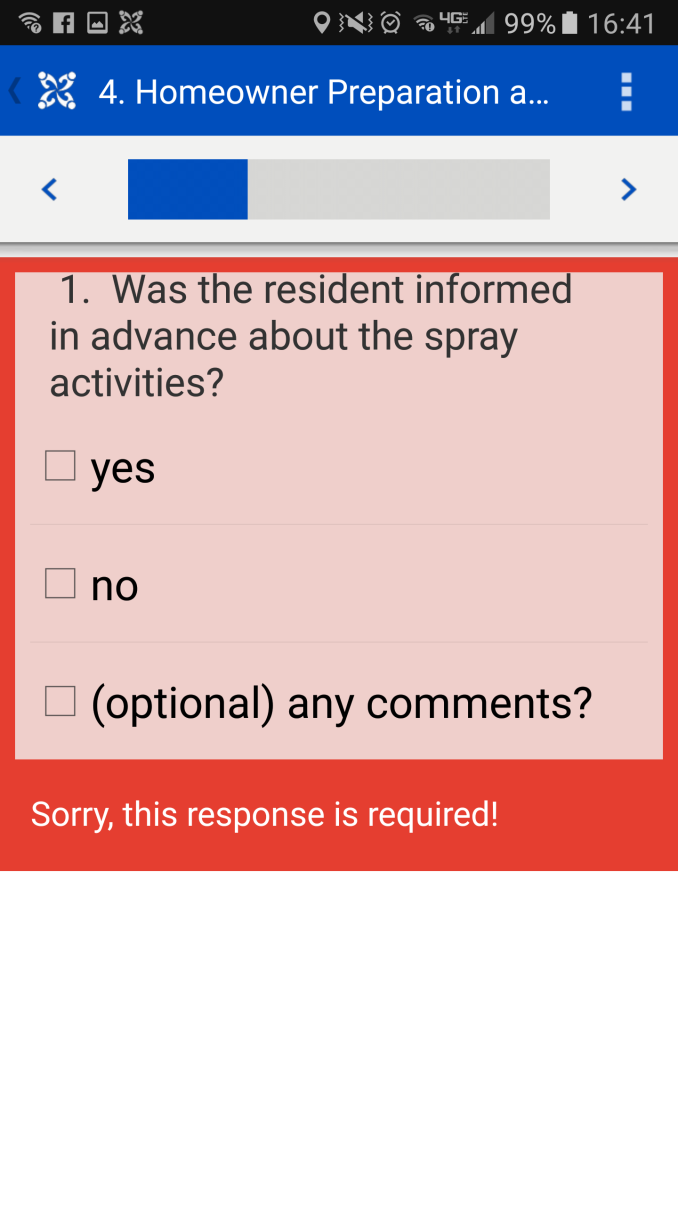 4G 99% 16:41
4. Homeowner Preparation a...
1. Was the resident informed
in advance about the spray
activities?
yes
no
(optional) any comments?
Sorry, this response is required!